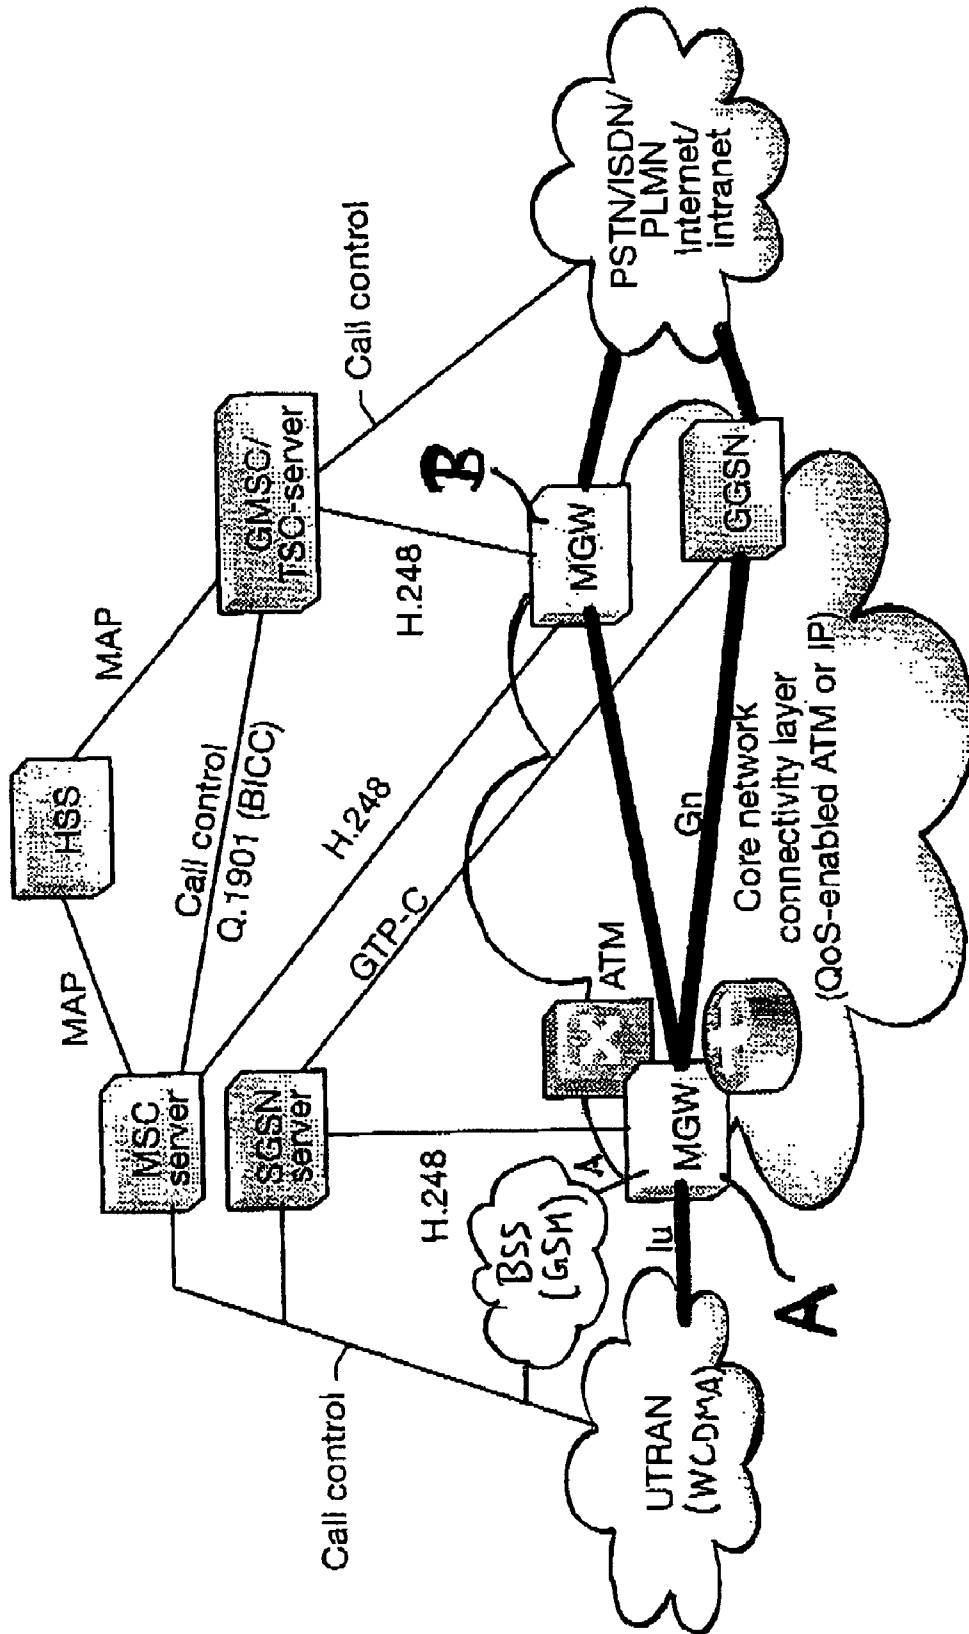 HSS
MAP
MAP
MSC
server
Call control
Q.1901 (BICC)
GMSC/
TSC-server
SGSN
server
Call control
Call control
H.248
H.248
H.248
GTP-C
B
BSS
(GSM)
A
ATM
MGW
MGW
PSTN/ISDN/
PLMN
Internet/
intranet
UTRAN
(WCDMA)
Iu
Gn
GGSN
Core network
connectivity layer
(QoS-enabled ATM or IP)
A